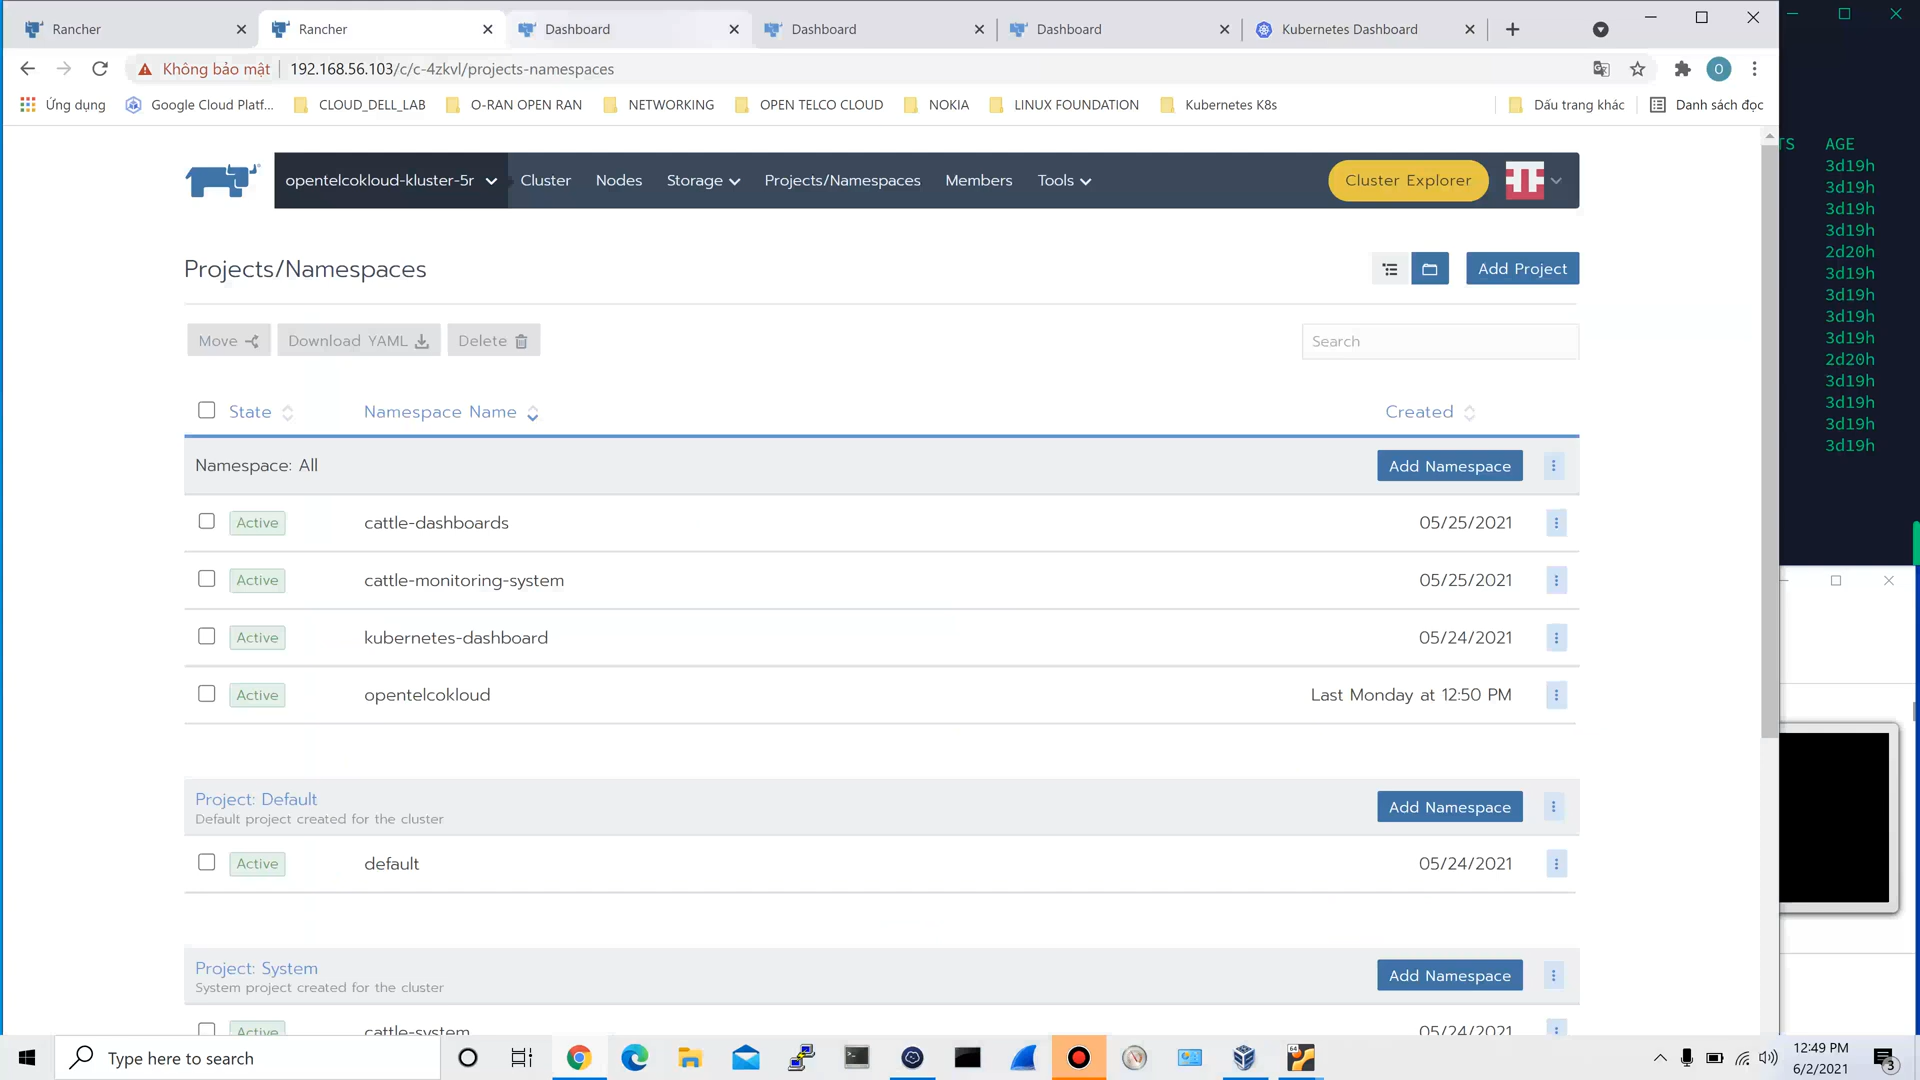 Rancher
Rancher
Dashboard
Dashboard
Dashboard
Kubernetes Dashboard
Không bảo mật
192.168.56.103/c/c-4zkvl/projects-namespaces
O
Ứng dụng
Google Cloud Platf...
CLOUD_DELL_LAB
O-RAN OPEN RAN
NETWORKING
OPEN TELCO CLOUD
NOKIA
LINUX FOUNDATION
Kubernetes K8s
Dấu trang khác
Danh sách đọc
opentelcokloud-kluster-5r
Cluster
Nodes
Storage
Projects/Namespaces
Members
Tools
Cluster Explorer
Projects/Namespaces
Add Project
Move
Download YAML
Delete
Search
State
Namespace Name
Created
Namespace: All
Add Namespace
Active
cattle-dashboards
05/25/2021
Active
cattle-monitoring-system
05/25/2021
Active
kubernetes-dashboard
05/24/2021
Active
opentelcokloud
Last Monday at 12:50 PM
Project: Default
Default project created for the cluster
Add Namespace
Active
default
05/24/2021
Project: System
System project created for the cluster
Add Namespace
Active
cattle-system
05/24/2021
TS AGE
3d19h
3d19h
3d19h
3d19h
2d20h
3d19h
3d19h
3d19h
3d19h
2d20h
3d19h
3d19h
3d19h
3d19h
Type here to search
64
12:49 PM
6/2/2021
3